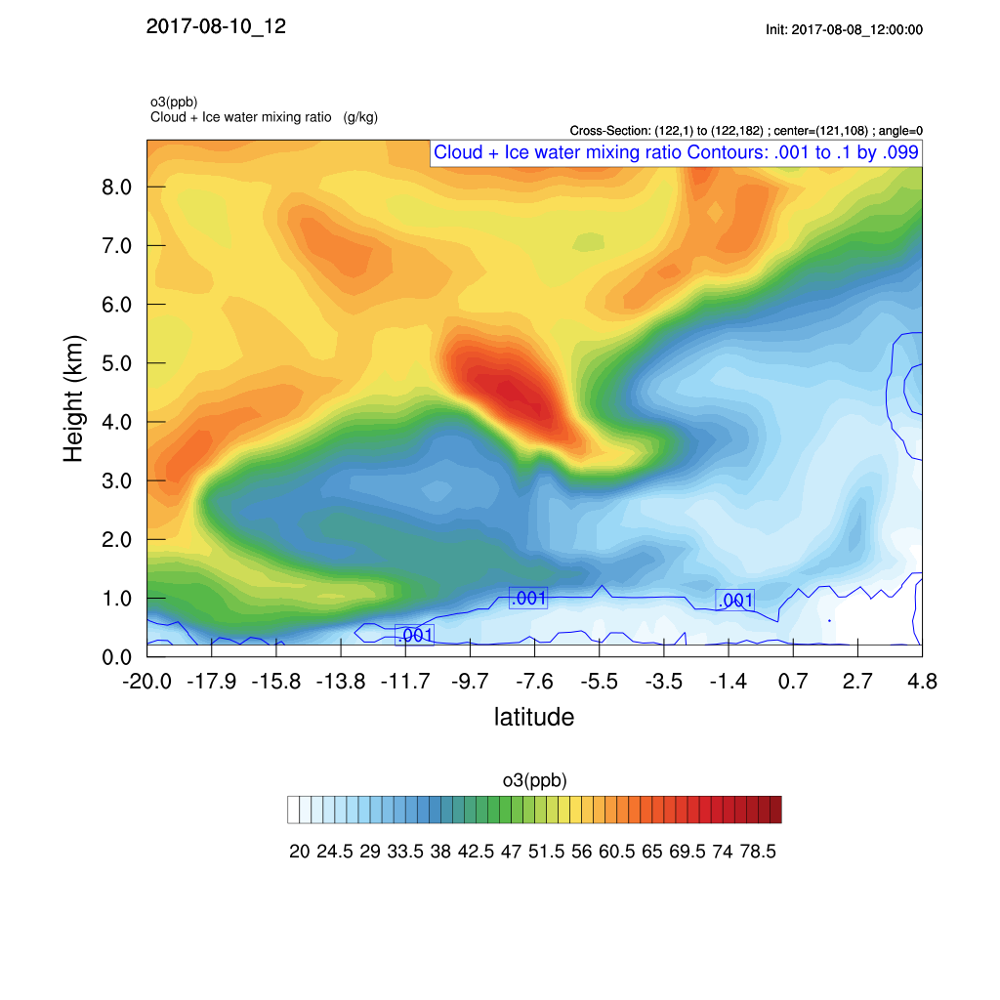 2017-08-10_12
Init: 2017-08-08_12:00:00
o3(ppb)
Cloud + Ice water mixing ratio (g/kg)
Cross-Section: (122,1) to (122,182) ; center=(121,108) ; angle=0
Cloud + Ice water mixing ratio Contours: .001 to .1 by .099
8.0
7.0
6.0
5.0
4.0
3.0
2.0
1.0
0.0
Height (km)
.001
.001
.001
-20.0 -17.9 -15.8 -13.8 -11.7 -9.7 -7.6 -5.5 -3.5 -1.4 0.7 2.7 4.8
latitude
o3(ppb)
20 24.5 29 33.5 38 42.5 47 51.5 56 60.5 65 69.5 74 78.5